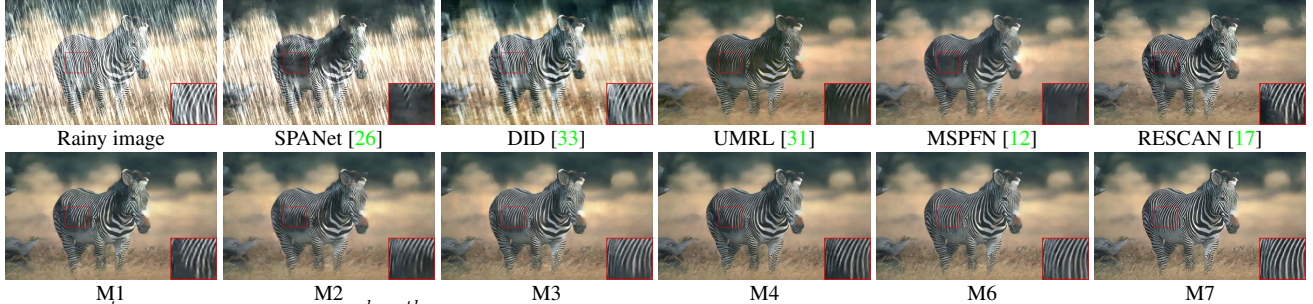 Rainy image SPANet [26] DID [33] UMRL [31] MSPFN [12] RESCAN [17]
M1 M2 M3 M4 M6 M7